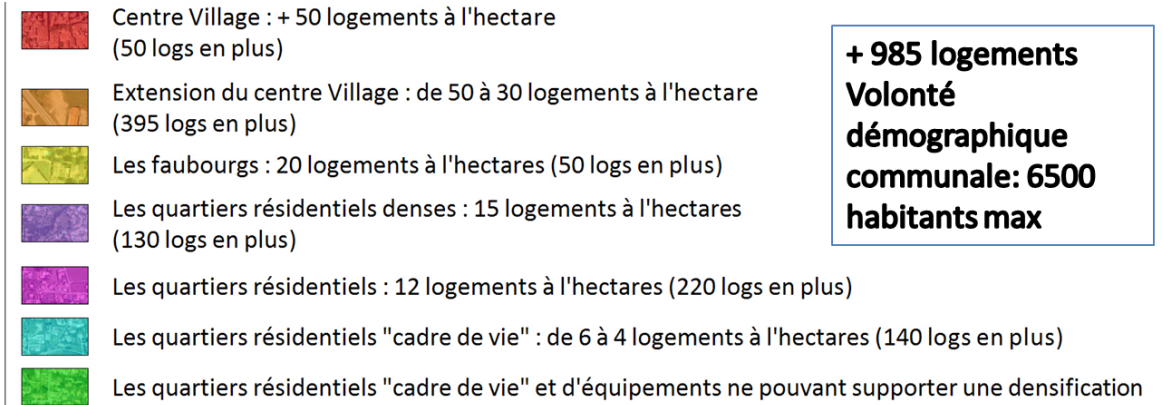 Centre Village : + 50 logements à l'hectare
(50 logs en plus)
Extension du centre Village : de 50 à 30 logements à l'hectare
(395 logs en plus)
Les faubourgs : 20 logements à l'hectares (50 logs en plus)
Les quartiers résidentiels denses : 15 logements à l'hectares
(130 logs en plus)
Les quartiers résidentiels : 12 logements à l'hectares (220 logs en plus)
Les quartiers résidentiels "cadre de vie" : de 6 à 4 logements à l'hectares (140 logs en plus)
Les quartiers résidentiels "cadre de vie" et d'équipements ne pouvant supporter une densification
+ 985 logements
Volonté
démographique
communale: 6500
habitants max